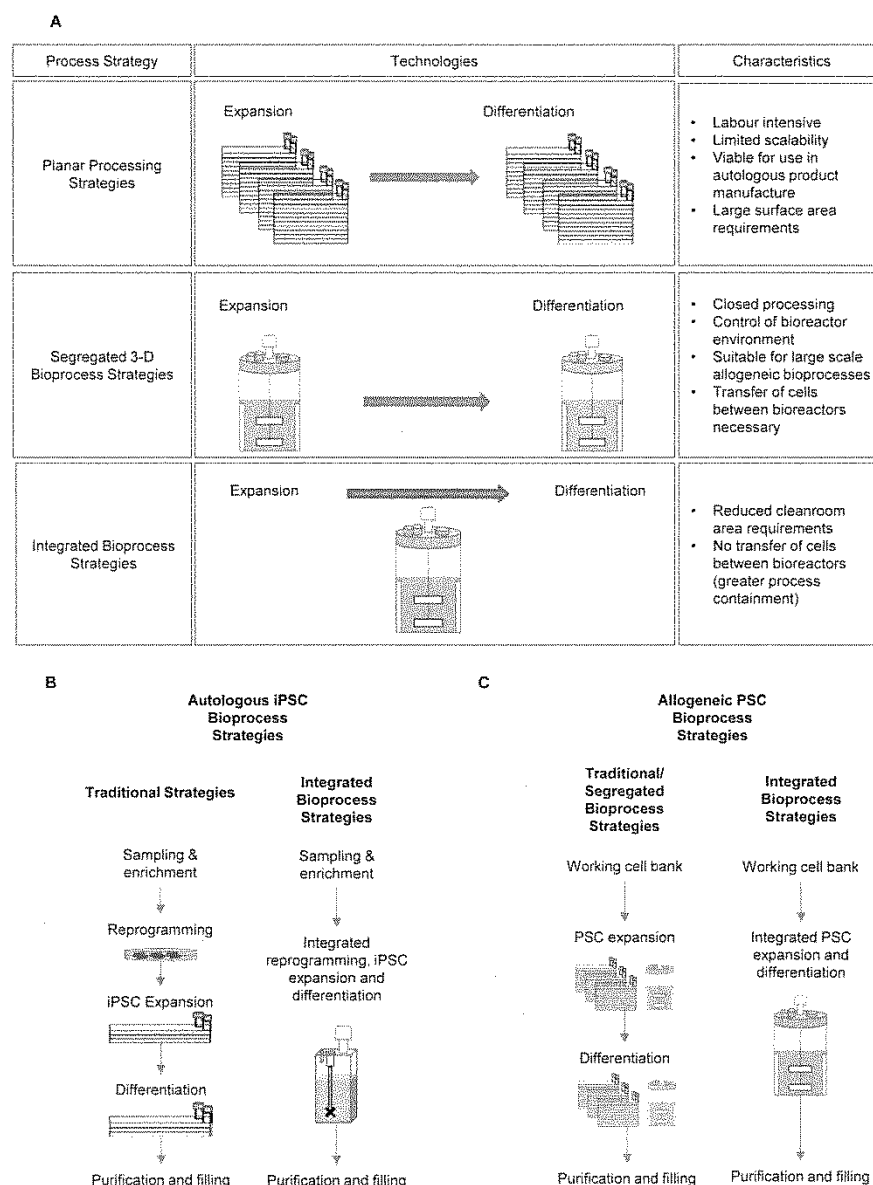 A
Process Strategy
Technologies
Characteristics
Planar Processing
Strategies
Expansion
Differentiation
• Labour intensive
• Limited scalability
• Viable for use in
autologous product
manufacture
• Large surface area
requirements
Segregated 3-D
Bioprocess Strategies
Expansion
Differentiation
• Closed processing
• Control of bioreactor
environment
• Suitable for large scale
allogeneic bioprocesses
• Transfer of cells
between bioreactors
necessary
Integrated Bioprocess
Strategies
Expansion
Differentiation
• Reduced cleanroom
area requirements
• No transfer of cells
between bioreactors
(greater process
containment)
B
Autologous iPSC
Bioprocess
Strategies
Traditional Strategies
Sampling &
enrichment
Reprogramming
iPSC Expansion
Differentiation
Purification and filling
Integrated
Bioprocess
Strategies
Sampling &
enrichment
Integrated
reprogramming, iPSC
expansion and
differentiation
Purification and filling
C
Allogeneic PSC
Bioprocess
Strategies
Traditional/
Segregated
Bioprocess
Strategies
Working cell bank
PSC expansion
Differentiation
Purification and filling
Integrated
Bioprocess
Strategies
Working cell bank
Integrated PSC
expansion and
differentiation
Purification and filling